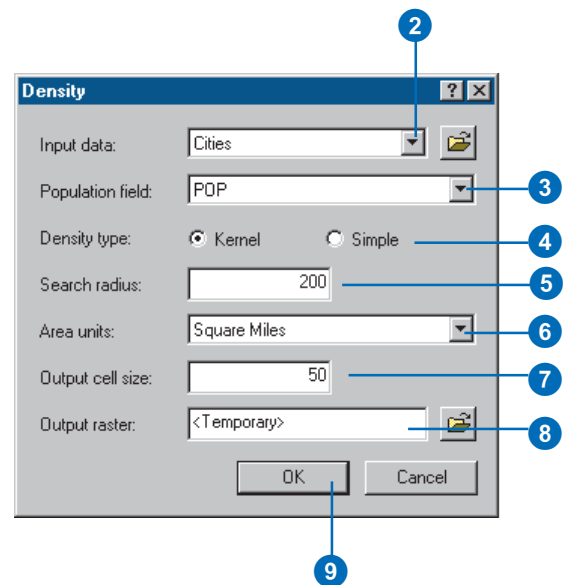 2
Density ? ×
Input data: Cities
Population field: POP 3
Density type: Kernel Simple 4
Search radius: 200 5
Area units: Square Miles 6
Output cell size: 50 7
Output raster: <Temporary> 8
OK Cancel
9